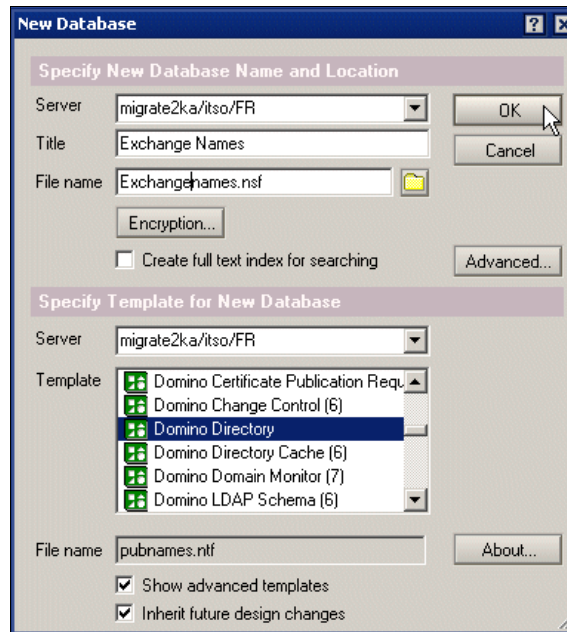 New Database
Specify New Database Name and Location
Server migrate2ka/itso/FR OK
Title Exchange Names Cancel
File name Exchangenames.nsf
Encryption...
Create full text index for searching Advanced...
Specify Template for New Database
Server migrate2ka/itso/FR
Template Domino Certificate Publication Requ
Domino Change Control (6)
Domino Directory
Domino Directory Cache (6)
Domino Domain Monitor (7)
Domino LDAP Schema (6)
File name pubnames.ntf About...
Show advanced templates
Inherit future design changes